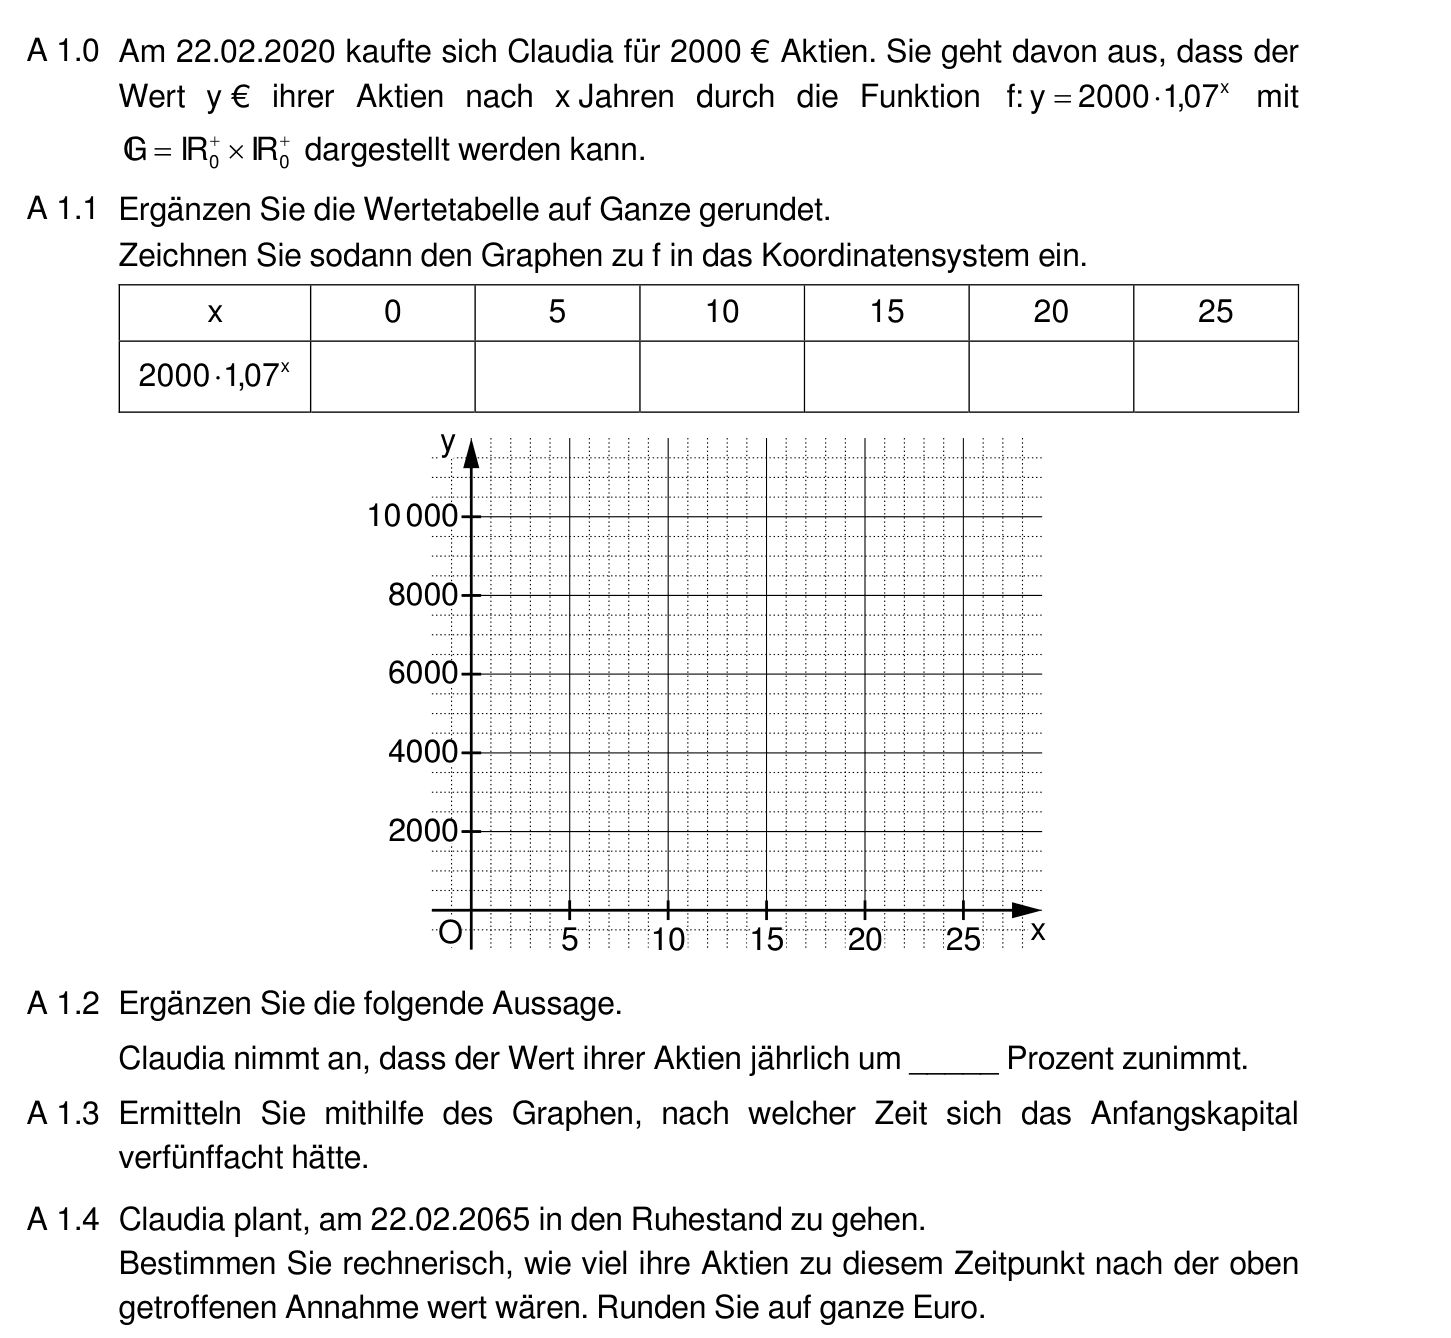 A 1.0 Am 22.02.2020 kaufte sich Claudia für 2000 € Aktien. Sie geht davon aus, dass der
Wert y € ihrer Aktien nach x Jahren durch die Funktion f: y = 2000 · 1,07ˣ mit
𝔾 = ℝ₀⁺ × ℝ₀⁺ dargestellt werden kann.
A 1.1 Ergänzen Sie die Wertetabelle auf Ganze gerundet.
Zeichnen Sie sodann den Graphen zu f in das Koordinatensystem ein.
x 0 5 10 15 20 25
2000 · 1,07ˣ
y
10 000
8000
6000
4000
2000
O 5 10 15 20 25 x
A 1.2 Ergänzen Sie die folgende Aussage.
Claudia nimmt an, dass der Wert ihrer Aktien jährlich um _____ Prozent zunimmt.
A 1.3 Ermitteln Sie mithilfe des Graphen, nach welcher Zeit sich das Anfangskapital
verfünffacht hätte.
A 1.4 Claudia plant, am 22.02.2065 in den Ruhestand zu gehen.
Bestimmen Sie rechnerisch, wie viel ihre Aktien zu diesem Zeitpunkt nach der oben
getroffenen Annahme wert wären. Runden Sie auf ganze Euro.